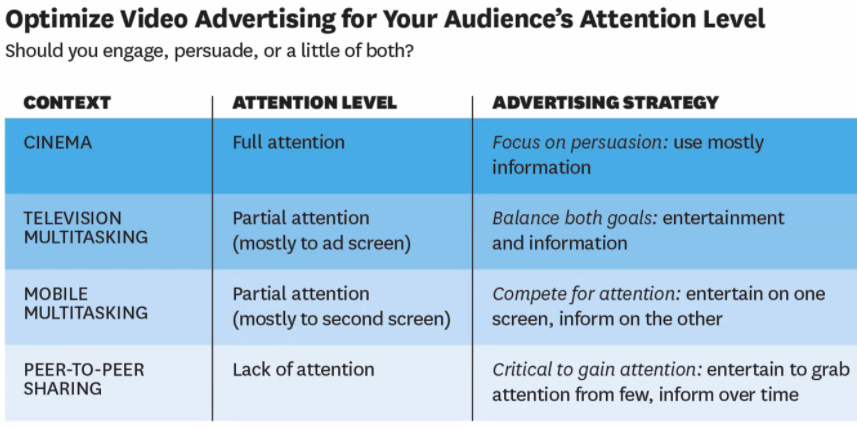 Optimize Video Advertising for Your Audience's Attention Level
Should you engage, persuade, or a little of both?
CONTEXT
ATTENTION LEVEL
ADVERTISING STRATEGY
CINEMA
Full attention
Focus on persuasion: use mostly
information
TELEVISION
MULTITASKING
Partial attention
(mostly to ad screen)
Balance both goals: entertainment
and information
MOBILE
MULTITASKING
Partial attention
(mostly to second screen)
Compete for attention: entertain on one
screen, inform on the other
PEER-TO-PEER
SHARING
Lack of attention
Critical to gain attention: entertain to grab
attention from few, inform over time